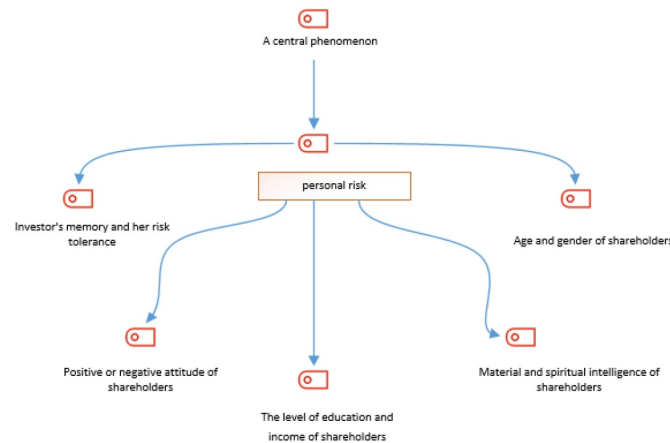 A central phenomenon
personal risk
Investor's memory and her risk
tolerance
Age and gender of shareholders
Positive or negative attitude of
shareholders
The level of education and
income of shareholders
Material and spiritual intelligence of
shareholders